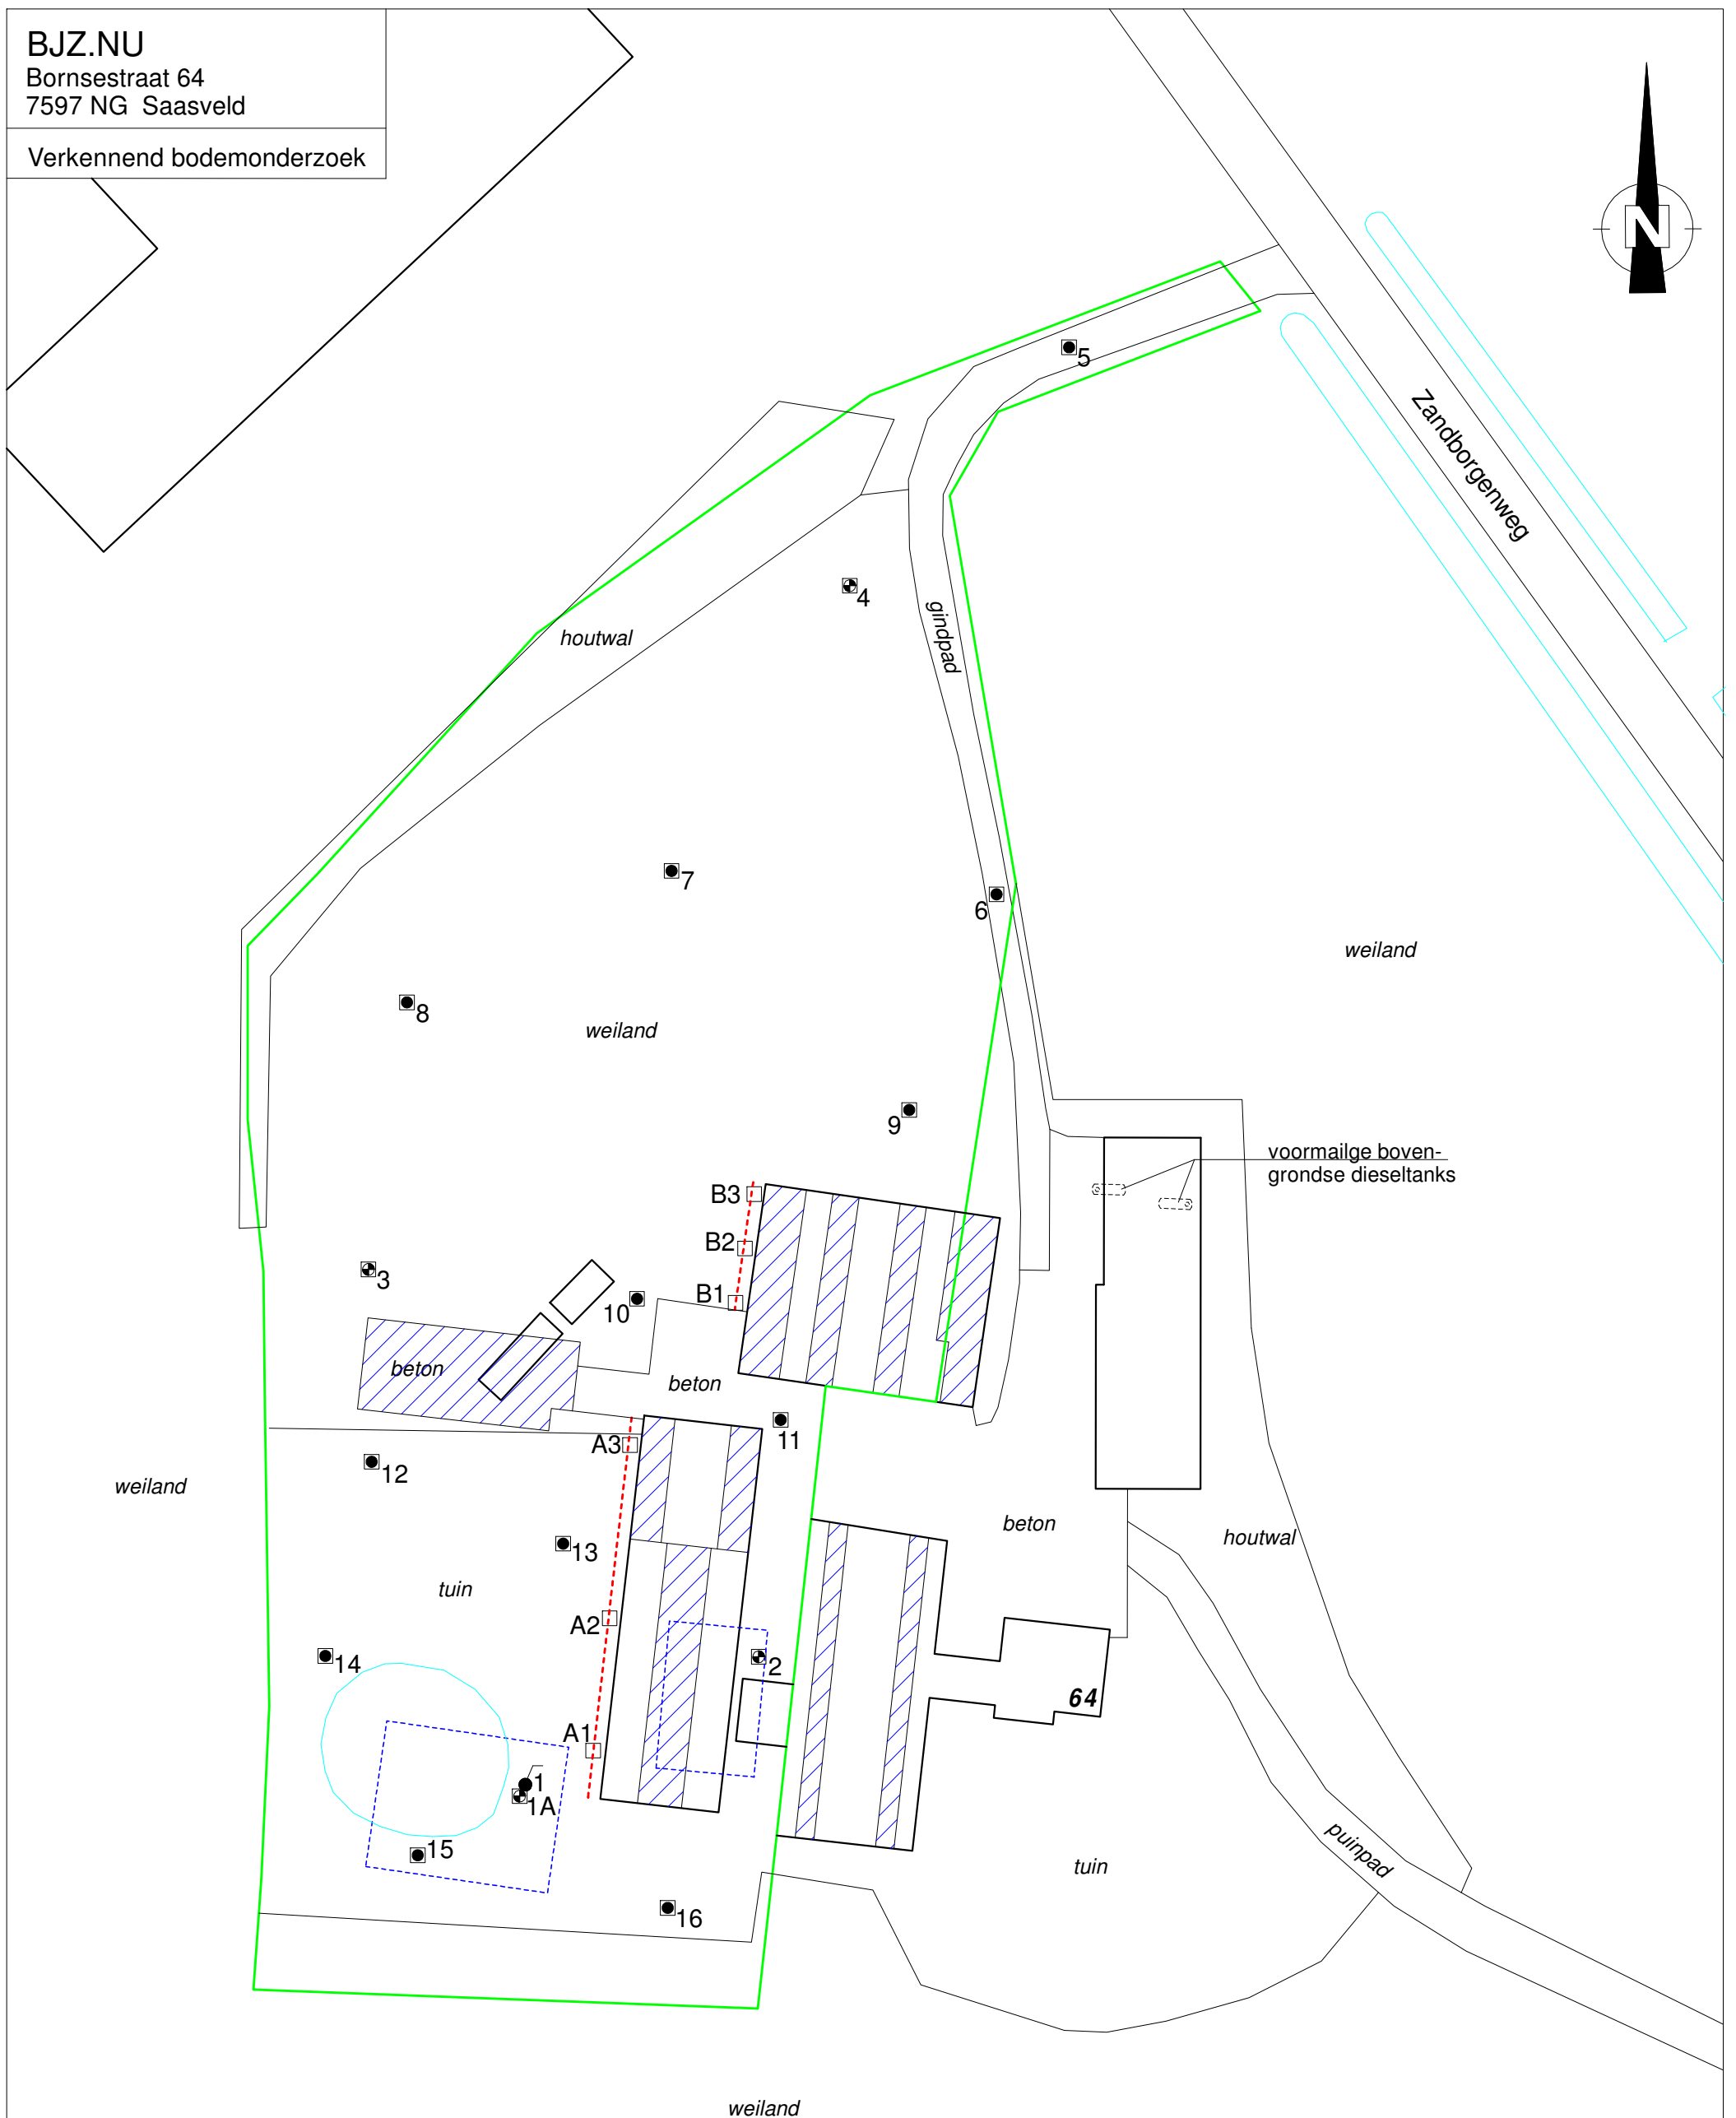 BJZ.NU
Bornsestraat 64
7597 NG Saasveld
Verkennend bodemonderzoek
N
5
Zandborgenweg
4
gindpad
houtwal
7
6
weiland
8
weiland
9
voormailge boven-
grondse dieseltanks
B3
B2
3
B1
10
beton
beton
11
A3
12
weiland
beton
houtwal
13
tuin
A2
14
2
64
A1
1
1A
puinpad
15
tuin
16
weiland